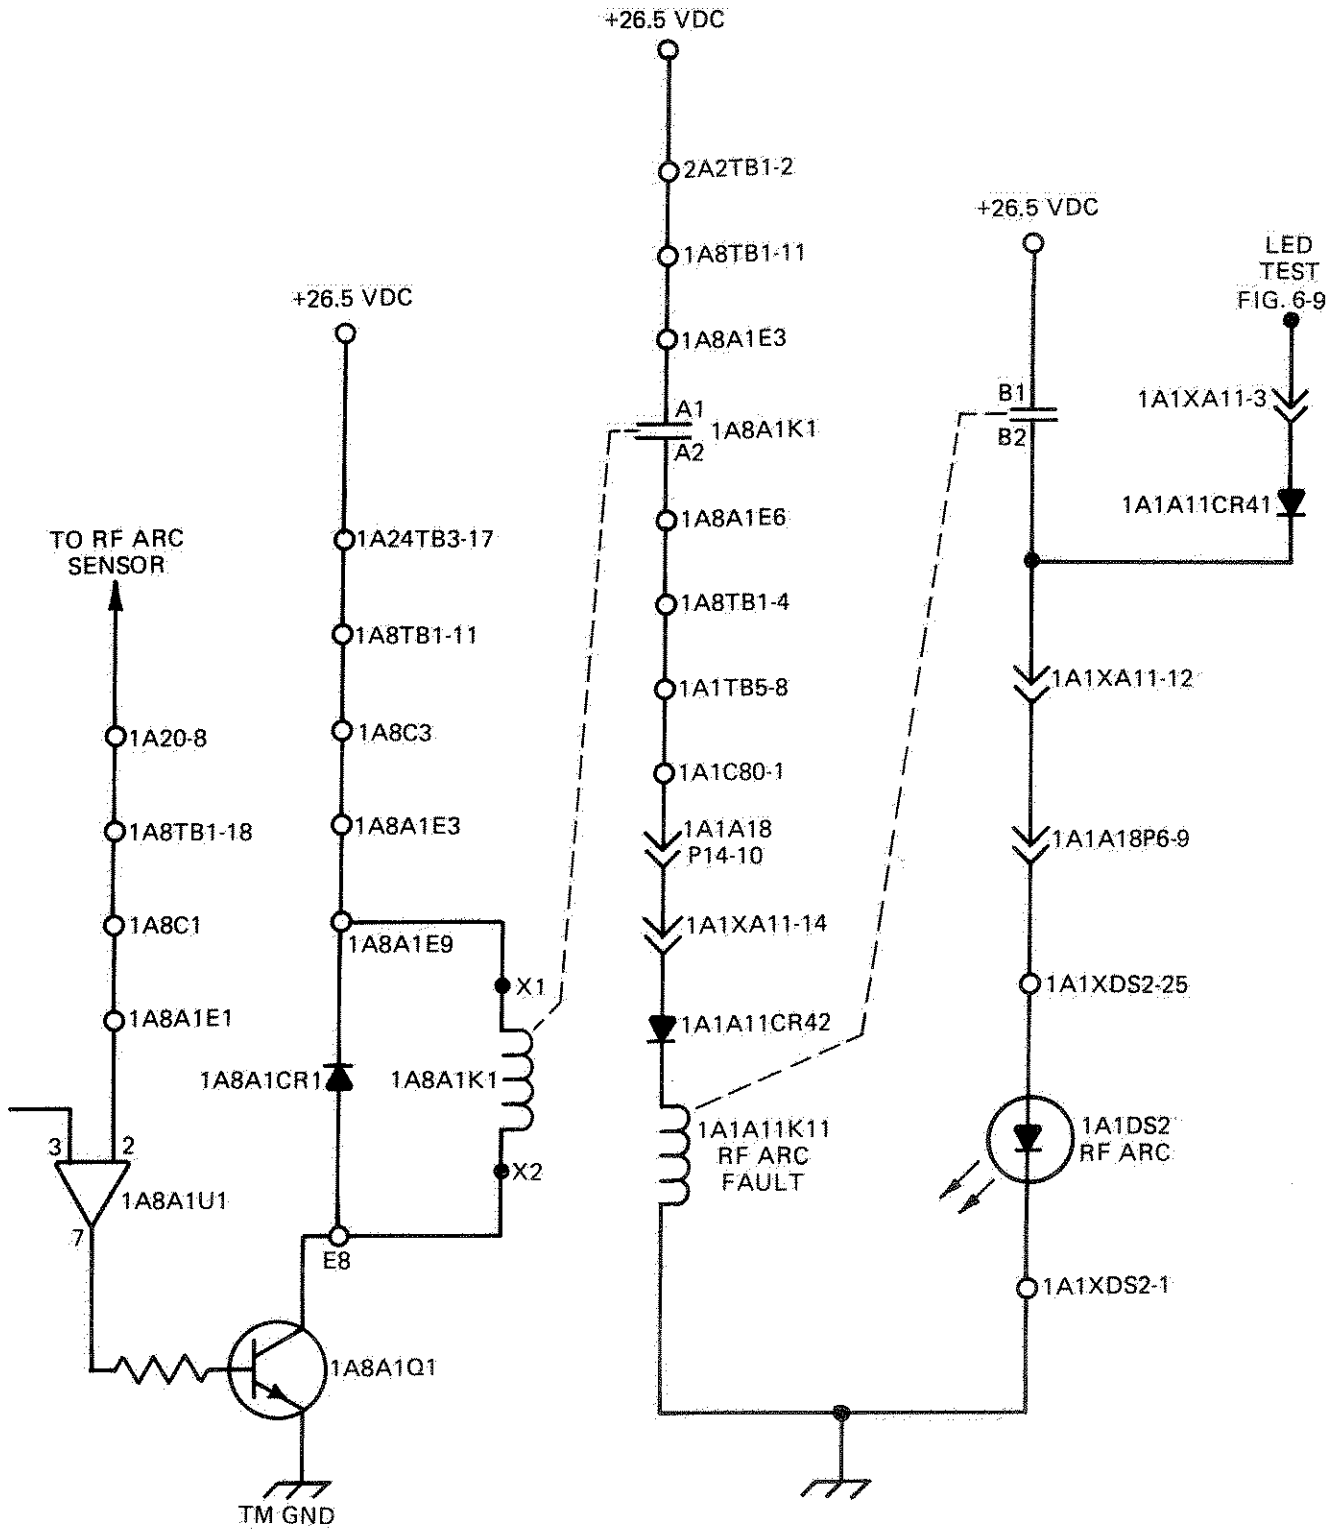 +26.5 VDC
2A2TB1-2
1A8TB1-11
1A8A1E3
A1
1A8A1K1
A2
1A8A1E6
1A8TB1-4
1A1TB5-8
1A1C80-1
1A1A18
P14-10
1A1XA11-14
1A1A11CR42
1A1A11K11
RF ARC
FAULT
+26.5 VDC
B1
B2
LED
TEST
FIG. 6-9
1A1XA11-3
1A1A11CR41
1A1XA11-12
1A1A18P6-9
1A1XDS2-25
1A1DS2
RF ARC
1A1XDS2-1
+26.5 VDC
1A24TB3-17
1A8TB1-11
1A8C3
1A8A1E3
1A8A1E9
X1
1A8A1CR1
1A8A1K1
X2
E8
TO RF ARC
SENSOR
1A20-8
1A8TB1-18
1A8C1
1A8A1E1
3
2
1A8A1U1
7
1A8A1Q1
TM GND